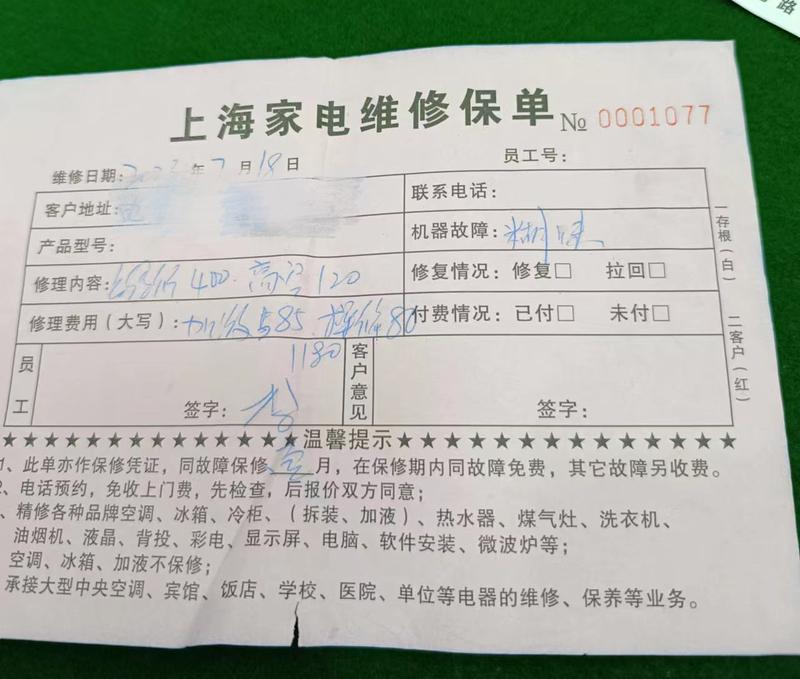 路
上海家电维修保单 № 0001077
维修日期: 年7月18日 员工号:
客户地址: 联系电话:
产品型号: 机器故障:
修理内容: 400 高空120 修复情况: 修复□ 拉回□
修理费用（大写）: 585 80 付费情况: 已付□ 未付□
1180
员工 签字: 客户意见 签字:
一存根（白）
二客户（红）
★★★★★★★★★★★★★★★★温馨提示★★★★★★★★★★★★★★★★
1、此单亦作保修凭证，同故障保修 月，在保修期内同故障免费，其它故障另收费。
2、电话预约，免收上门费，先检查，后报价双方同意；
、精修各种品牌空调、冰箱、冷柜、（拆装、加液）、热水器、煤气灶、洗衣机、
油烟机、液晶、背投、彩电、显示屏、电脑、软件安装、微波炉等；
空调、冰箱、加液不保修；
承接大型中央空调、宾馆、饭店、学校、医院、单位等电器的维修、保养等业务。